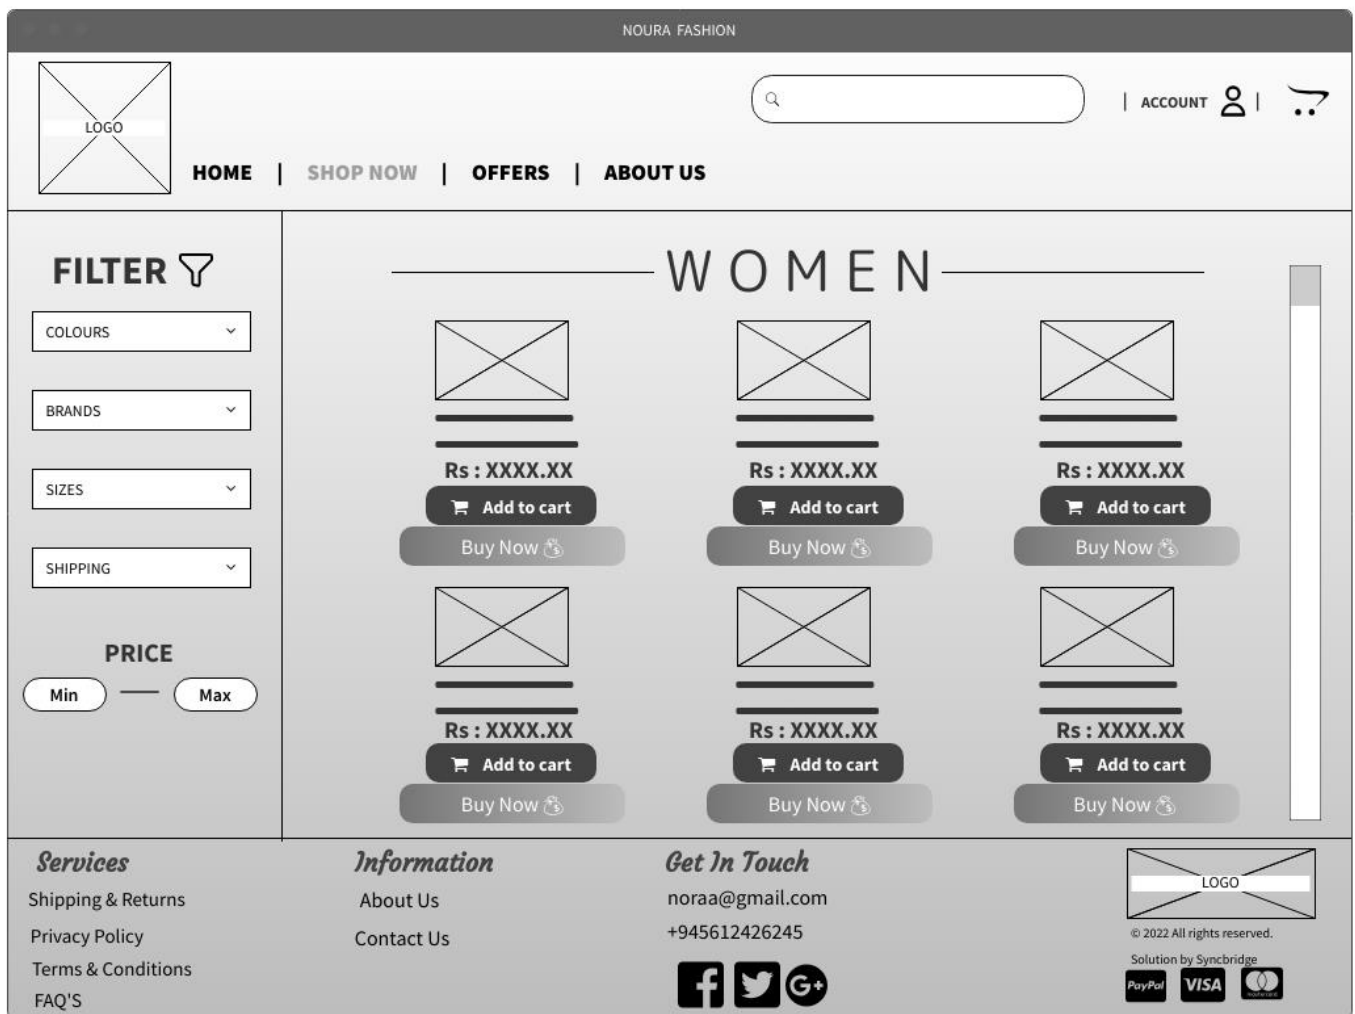 NOURA FASHION
LOGO
ACCOUNT
HOME | SHOP NOW | OFFERS | ABOUT US
FILTER
COLOURS
BRANDS
SIZES
SHIPPING
PRICE
Min — Max
WOMEN
Rs : XXXX.XX Rs : XXXX.XX Rs : XXXX.XX
Add to cart Add to cart Add to cart
Buy Now Buy Now Buy Now
Rs : XXXX.XX Rs : XXXX.XX Rs : XXXX.XX
Add to cart Add to cart Add to cart
Buy Now Buy Now Buy Now
Services
Shipping & Returns
Privacy Policy
Terms & Conditions
FAQ'S
Information
About Us
Contact Us
Get In Touch
noraa@gmail.com
+945612426245
LOGO
© 2022 All rights reserved.
Solution by Syncbridge
PayPal VISA mastercard